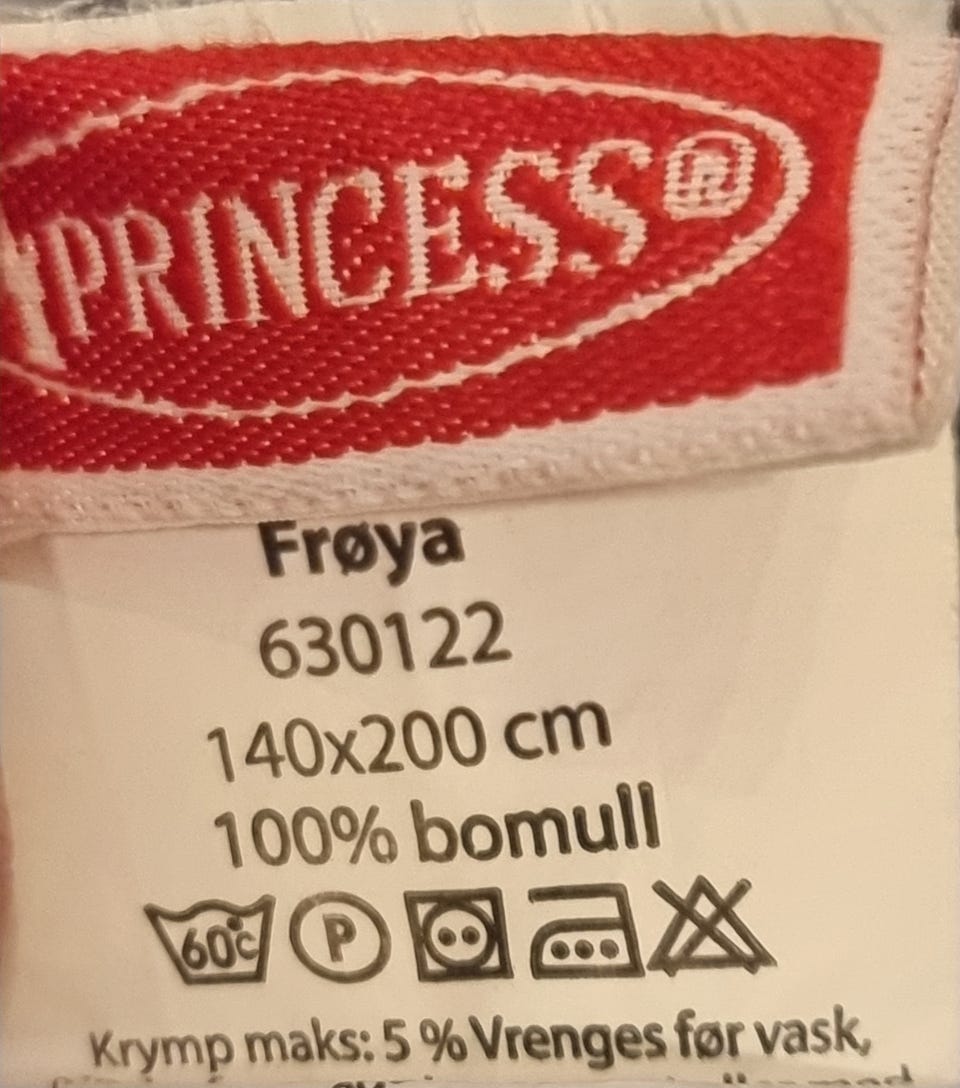 PRINCESS®
Frøya
630122
140x200 cm
100% bomull
60°c P
Krymp maks: 5 % Vrenges før vask,